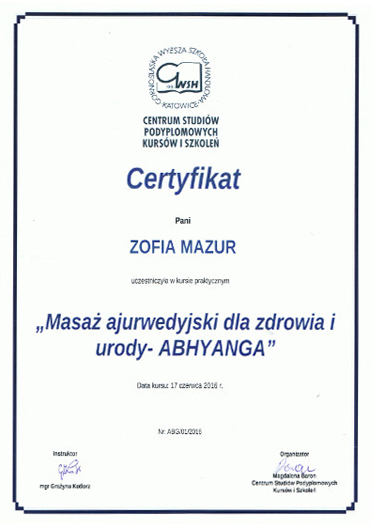 GÓRNOŚLĄSKA WYŻSZA SZKOŁA HANDLOWA
KATOWICE
GWSH
CENTRUM STUDIÓW
PODYPLOMOWYCH
KURSÓW I SZKOLEŃ
Certyfikat
Pani
ZOFIA MAZUR
uczestniczyła w kursie praktycznym
„Masaż ajurwedyjski dla zdrowia i
urody- ABHYANGA”
Data kursu: 17 czerwca 2016 r.
Nr: ABG/01/2016
Instruktor
mgr Grażyna Kotlorz
Organizator
Magdalena Baron
Centrum Studiów Podyplomowych
Kursów i Szkoleń